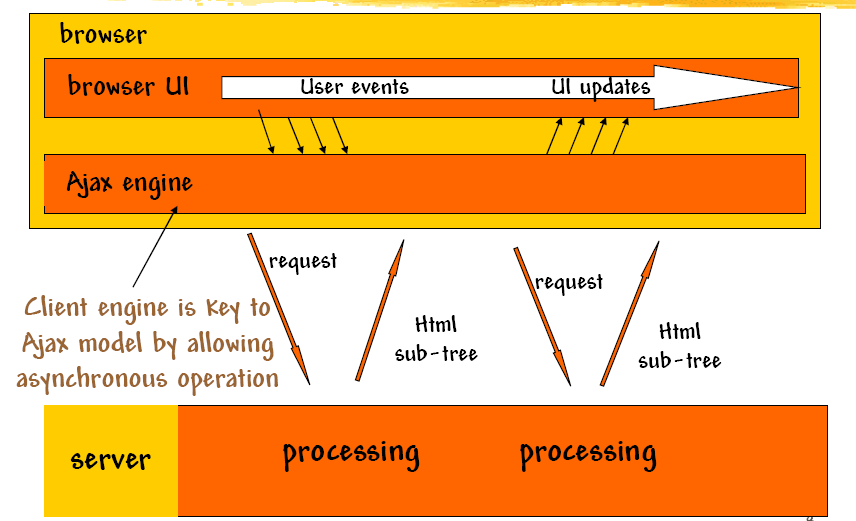 browser
browser UI
User events
UI updates
Ajax engine
request
request
Html
sub-tree
Html
sub-tree
Client engine is key to
Ajax model by allowing
asynchronous operation
server
processing
processing